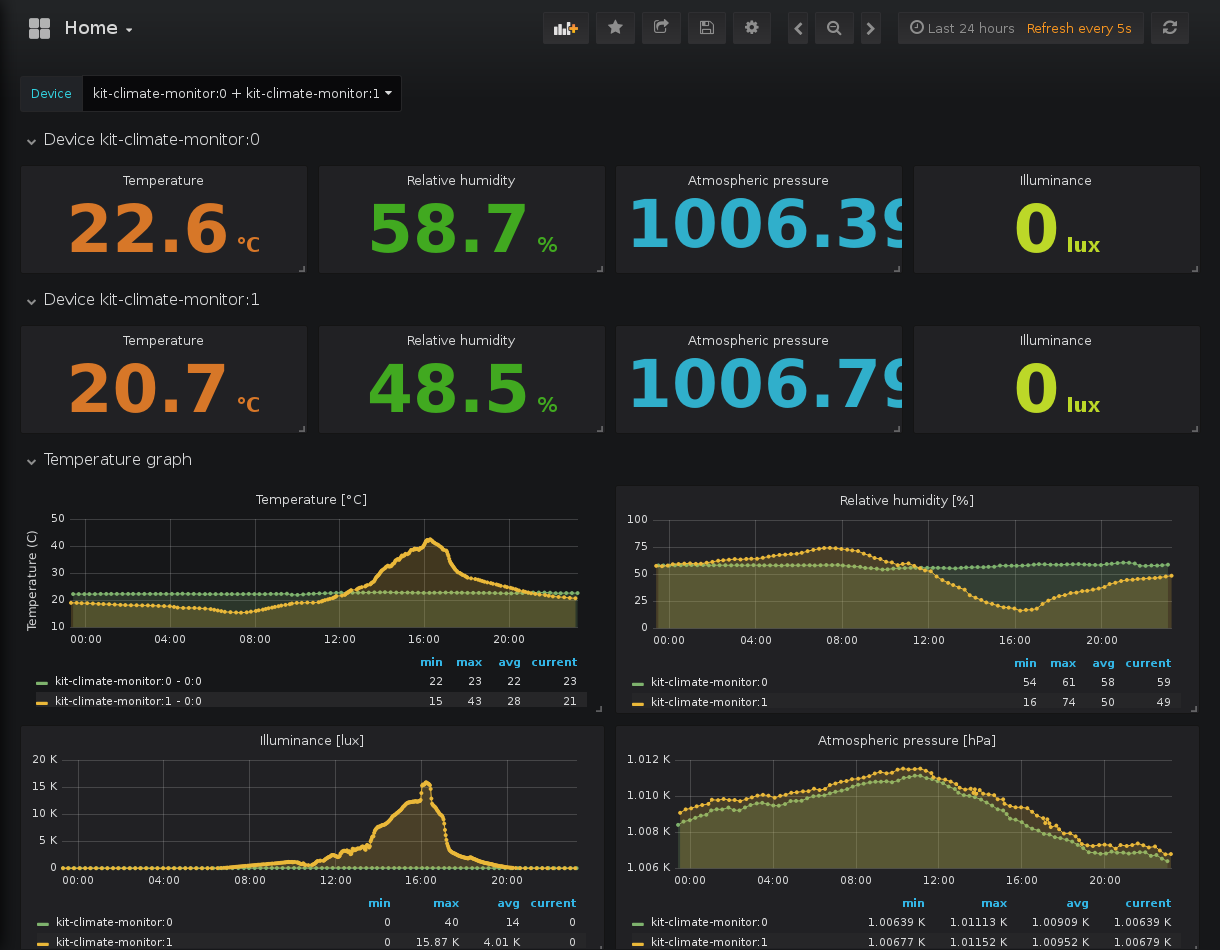 Home
Last 24 hours Refresh every 5s
Device kit-climate-monitor:0 + kit-climate-monitor:1
Device kit-climate-monitor:0
Temperature Relative humidity Atmospheric pressure Illuminance
22.6 °C 58.7 % 1006.39 0 lux
Device kit-climate-monitor:1
Temperature Relative humidity Atmospheric pressure Illuminance
20.7 °C 48.5 % 1006.79 0 lux
Temperature graph
Temperature [°C]
Temperature (C)
50
40
30
20
10
00:00 04:00 08:00 12:00 16:00 20:00
min max avg current
kit-climate-monitor:0 - 0:0 22 23 22 23
kit-climate-monitor:1 - 0:0 15 43 28 21
Relative humidity [%]
100
75
50
25
0
00:00 04:00 08:00 12:00 16:00 20:00
min max avg current
kit-climate-monitor:0 54 61 58 59
kit-climate-monitor:1 16 74 50 49
Illuminance [lux]
20 K
15 K
10 K
5 K
0
00:00 04:00 08:00 12:00 16:00 20:00
min max avg current
kit-climate-monitor:0 0 40 14 0
kit-climate-monitor:1 0 15.87 K 4.01 K 0
Atmospheric pressure [hPa]
1.012 K
1.010 K
1.008 K
1.006 K
00:00 04:00 08:00 12:00 16:00 20:00
min max avg current
kit-climate-monitor:0 1.00639 K 1.01113 K 1.00909 K 1.00639 K
kit-climate-monitor:1 1.00677 K 1.01152 K 1.00952 K 1.00679 K